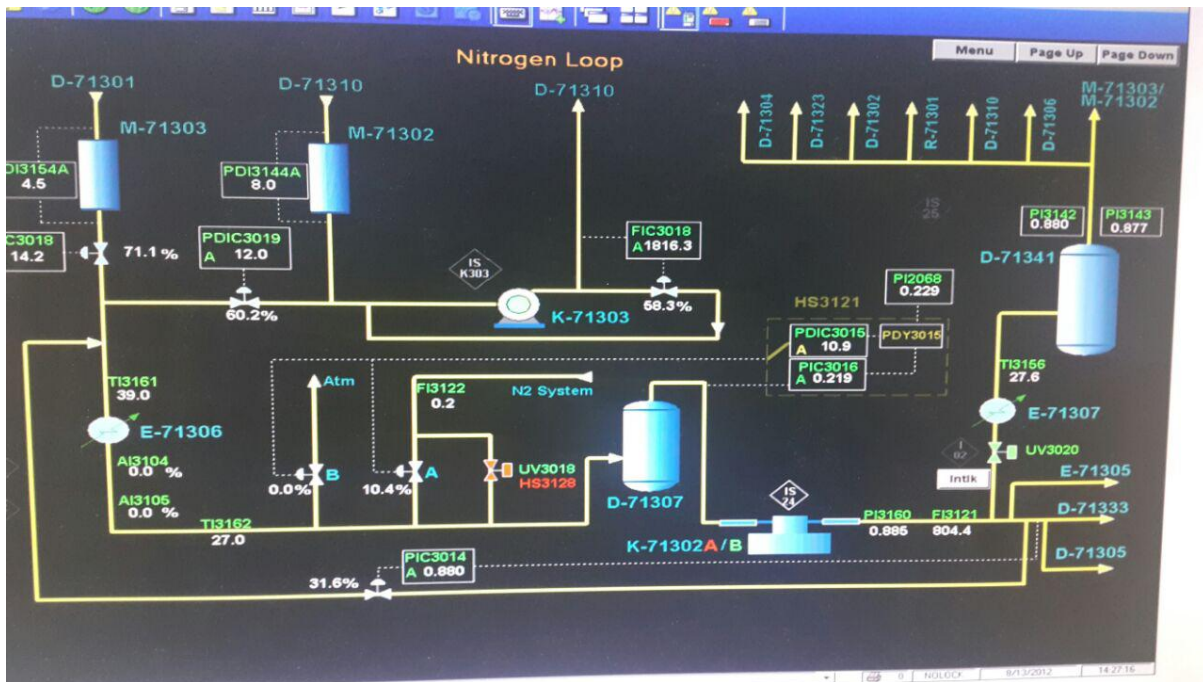 Nitrogen Loop
Menu
Page Up
Page Down
D-71301
D-71310
D-71310
M-71303/
M-71302
M-71303
M-71302
D-71304
D-71323
D-71302
R-71301
D-71310
D-71306
DI3154A
4.5
PDI3144A
8.0
IS
25
PI3142
0.880
PI3143
0.877
C3018
14.2
71.1 %
PDIC3019
A 12.0
60.2%
IS
K303
FIC3018
A 1816.3
58.3%
K-71303
D-71341
HS3121
PI2068
0.229
PDIC3015
A 10.9
PDY3015
PIC3016
A 0.219
TI3156
27.6
TI3161
39.0
Atm
FI3122
0.2
N2 System
E-71306
E-71307
AI3104
0.0 %
AI3105
0.0 %
B
0.0%
A
10.4%
UV3018
HS3128
D-71307
I
02
UV3020
Intlk
E-71305
IS
24
TI3162
27.0
K-71302A/B
PI3160
0.885
FI3121
804.4
D-71333
D-71305
PIC3014
A 0.880
31.6%
0
NOLOCK
8/13/2012
14:27:16